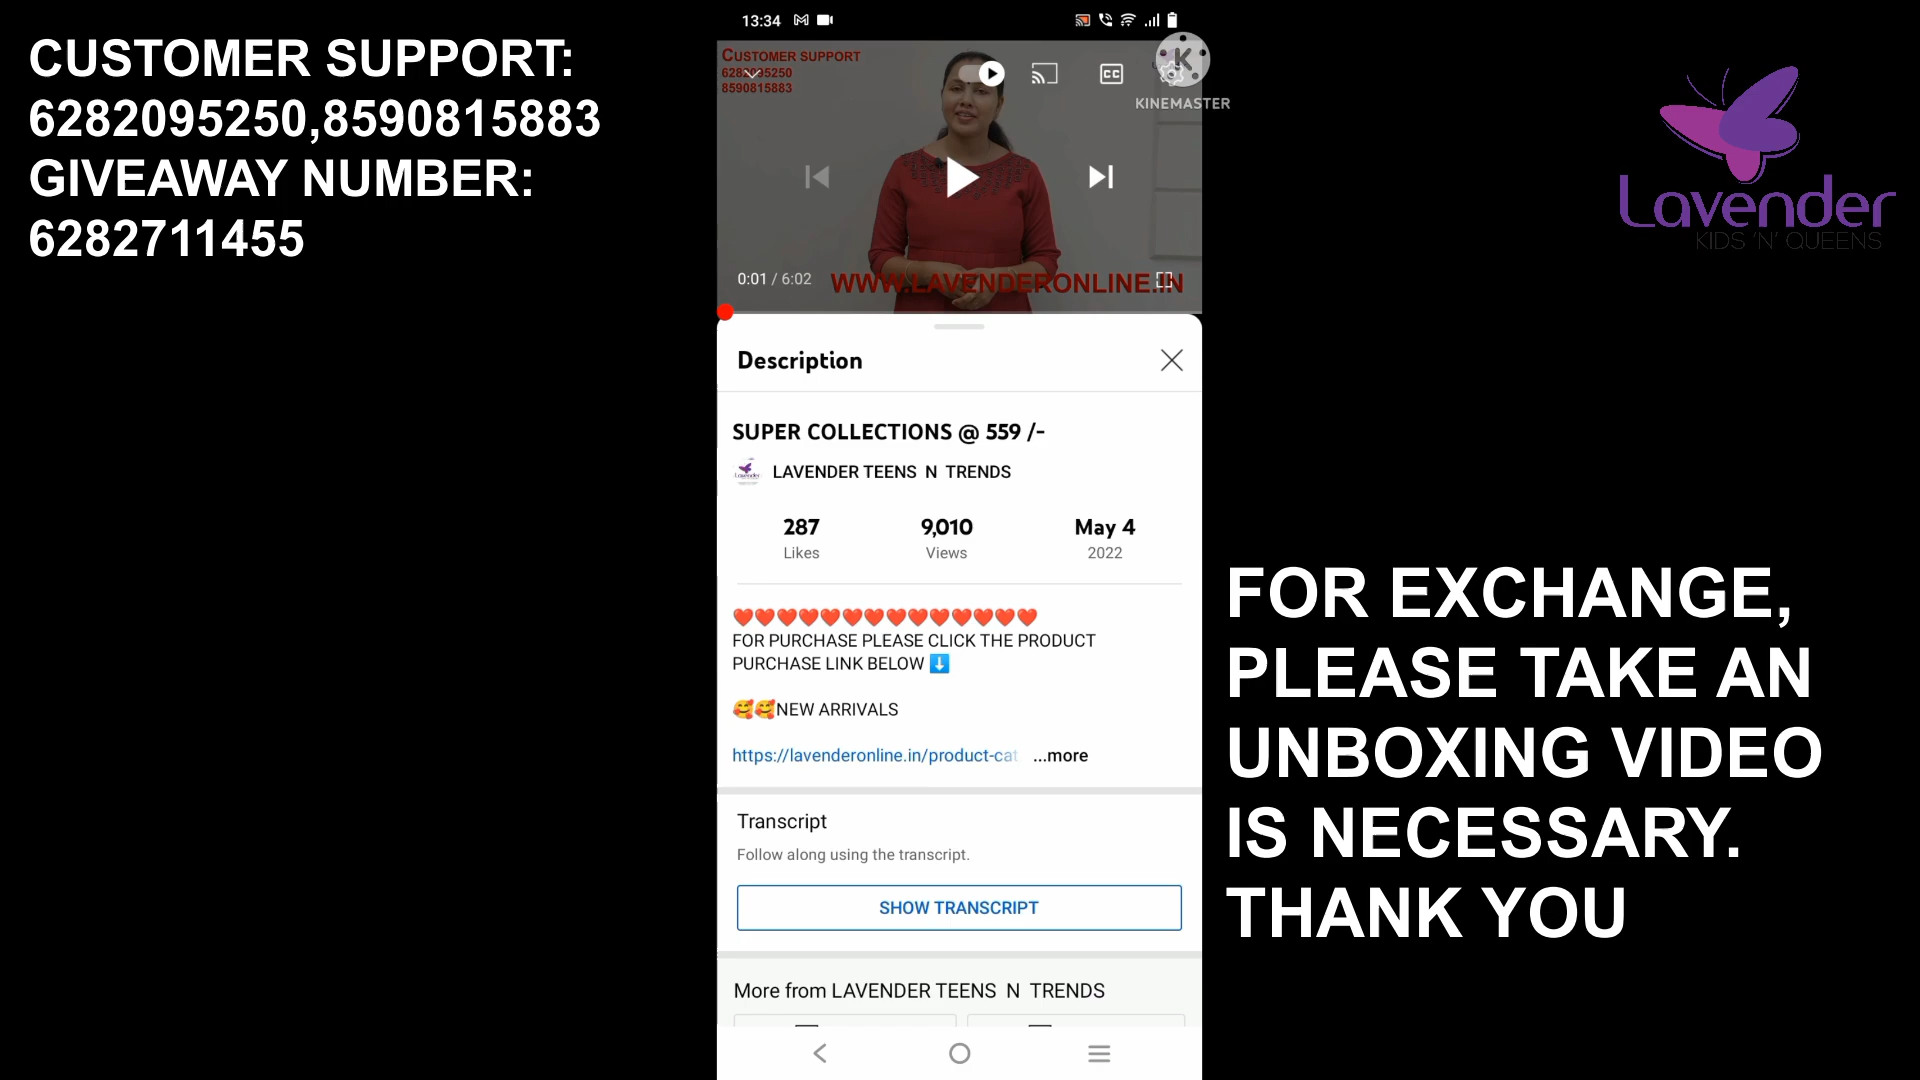 CUSTOMER SUPPORT:
6282095250,8590815883
GIVEAWAY NUMBER:
6282711455
13:34
CUSTOMER SUPPORT
6282095250
8590815883
CC
K
KINEMASTER
0:01 / 6:02
WWW.LAVENDERONLINE.IN
Description
SUPER COLLECTIONS @ 559 /-
LAVENDER TEENS N TRENDS
287
Likes
9,010
Views
May 4
2022
FOR PURCHASE PLEASE CLICK THE PRODUCT
PURCHASE LINK BELOW ⬇️
🥰🥰NEW ARRIVALS
https://lavenderonline.in/product-cat ...more
Transcript
Follow along using the transcript.
SHOW TRANSCRIPT
More from LAVENDER TEENS N TRENDS
Lavender
KIDS 'N' QUEENS
FOR EXCHANGE,
PLEASE TAKE AN
UNBOXING VIDEO
IS NECESSARY.
THANK YOU